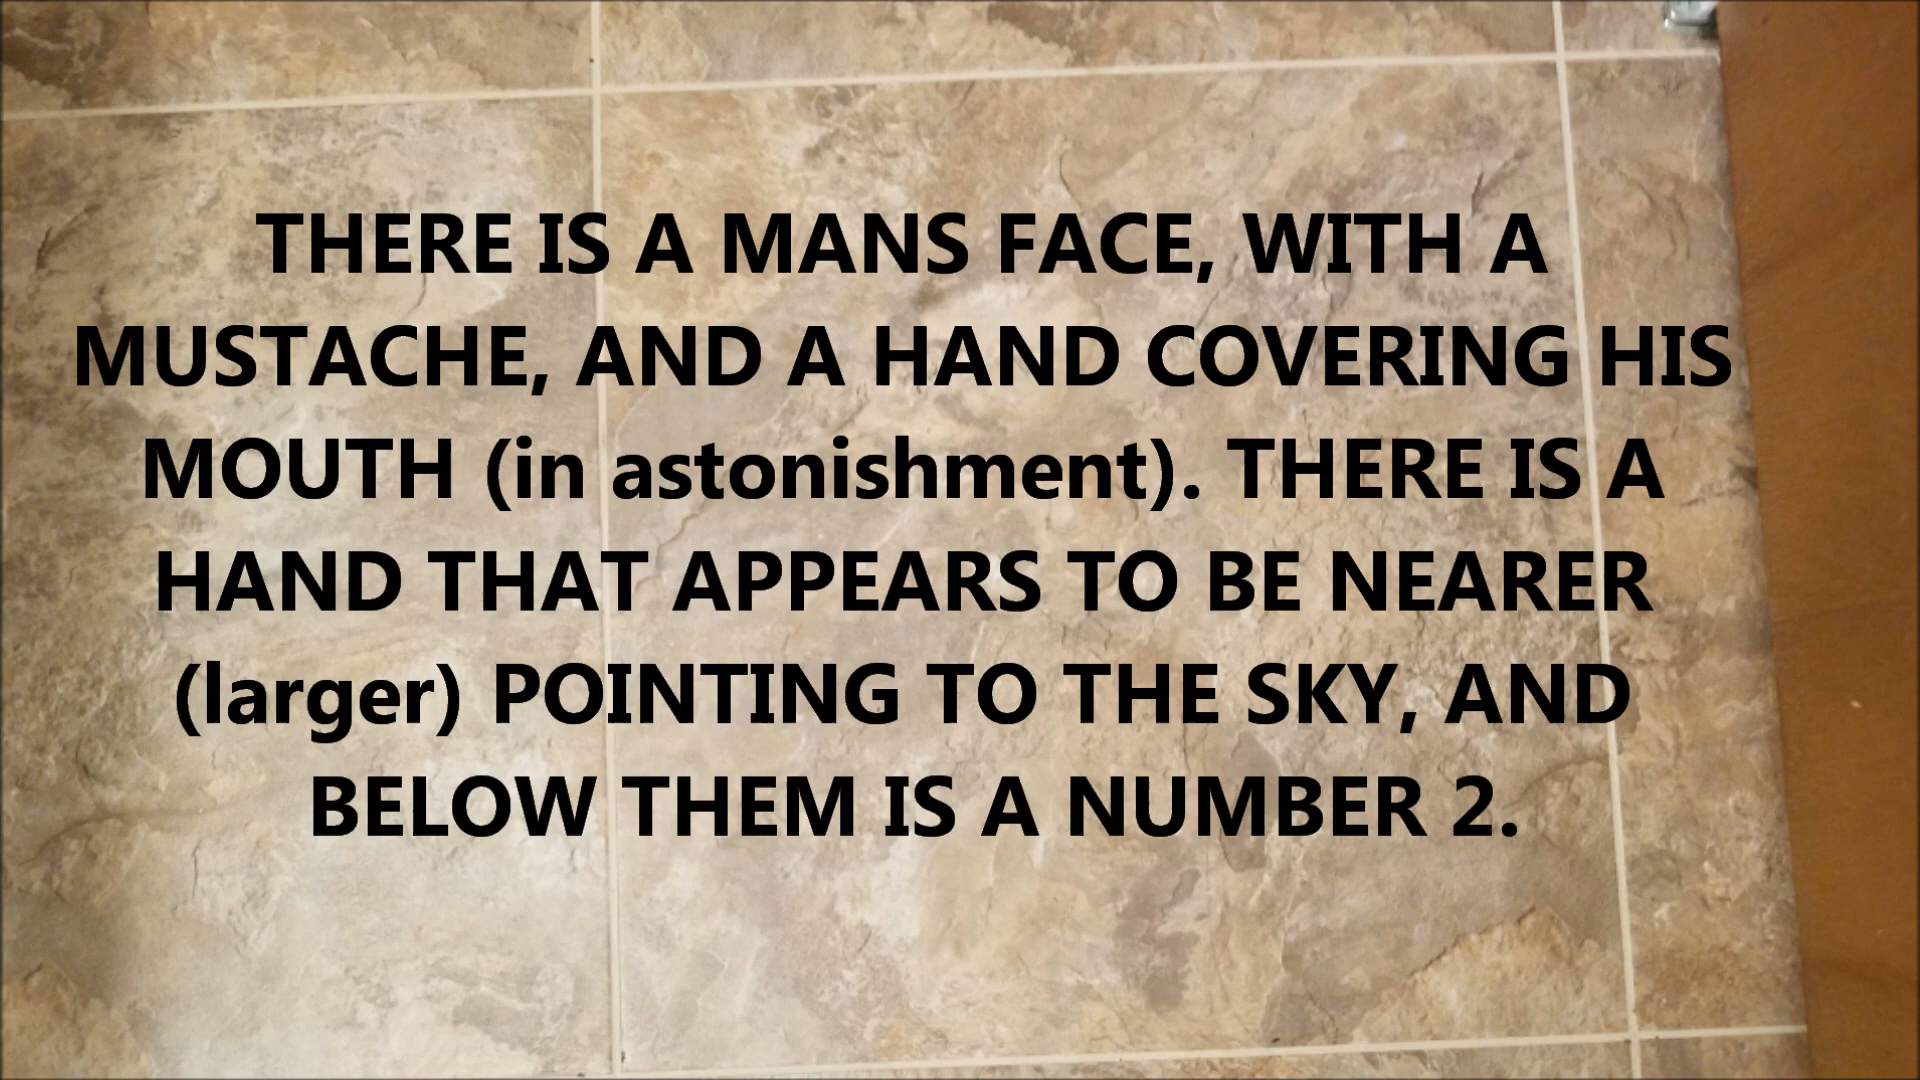 THERE IS A MANS FACE, WITH A
MUSTACHE, AND A HAND COVERING HIS
MOUTH (in astonishment). THERE IS A
HAND THAT APPEARS TO BE NEARER
(larger) POINTING TO THE SKY, AND
BELOW THEM IS A NUMBER 2.